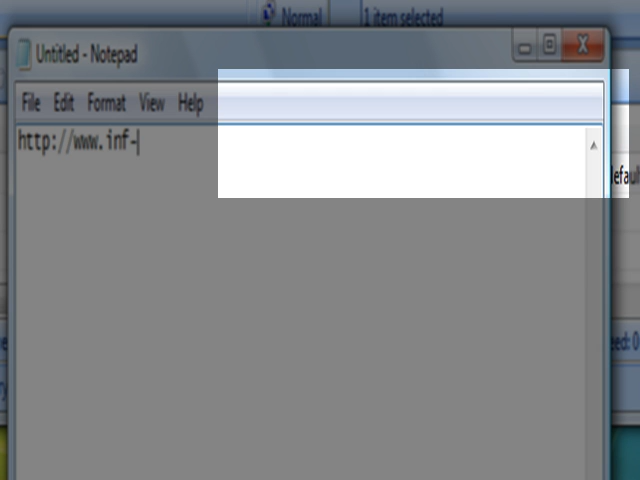 Normal
1 item selected
Untitled - Notepad
File Edit Format View Help
http://www.inf-